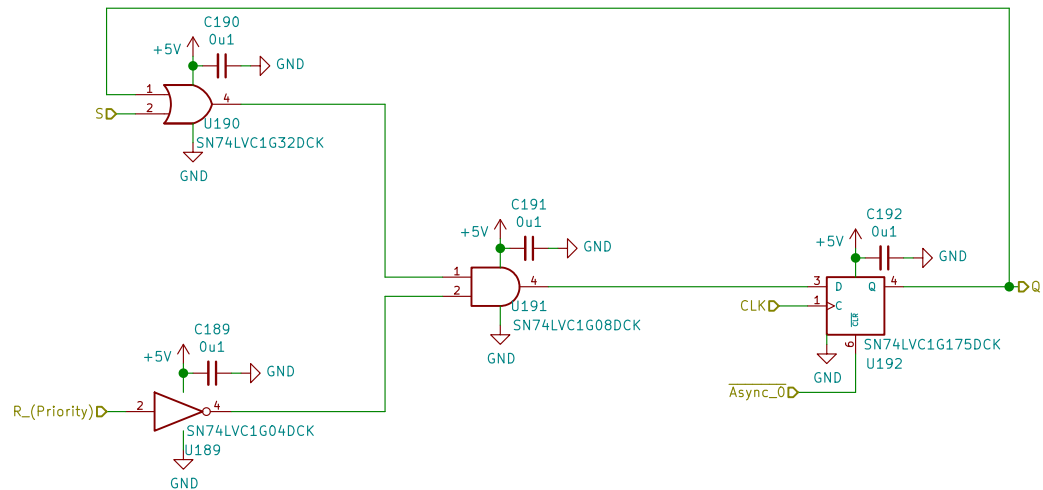 C190
0u1
+5V
GND
1
2
4
S
U190
SN74LVC1G32DCK
GND
C191
0u1
+5V
GND
1
2
4
U191
SN74LVC1G08DCK
GND
C192
0u1
+5V
GND
3
D
Q
4
Q
CLK
1
C
CLR
6
SN74LVC1G175DCK
U192
GND
Async_0
C189
0u1
+5V
GND
R_(Priority)
2
4
SN74LVC1G04DCK
U189
GND